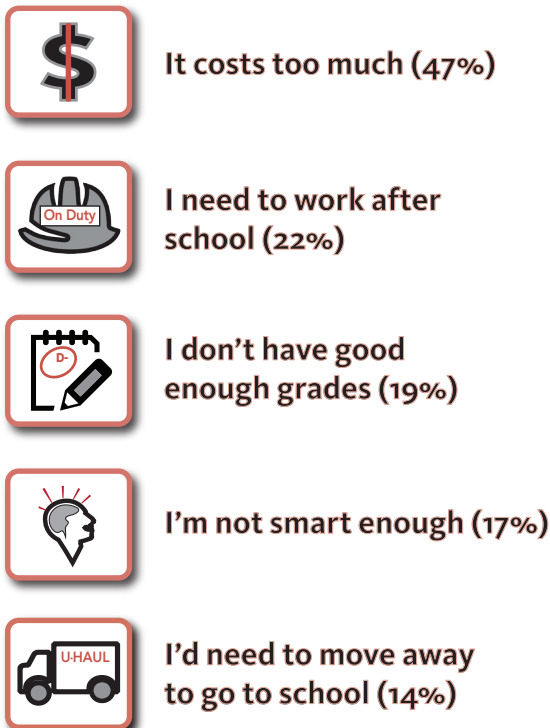 It costs too much (47%)
On Duty
I need to work after
school (22%)
D-
I don't have good
enough grades (19%)
I'm not smart enough (17%)
U-HAUL
I'd need to move away
to go to school (14%)